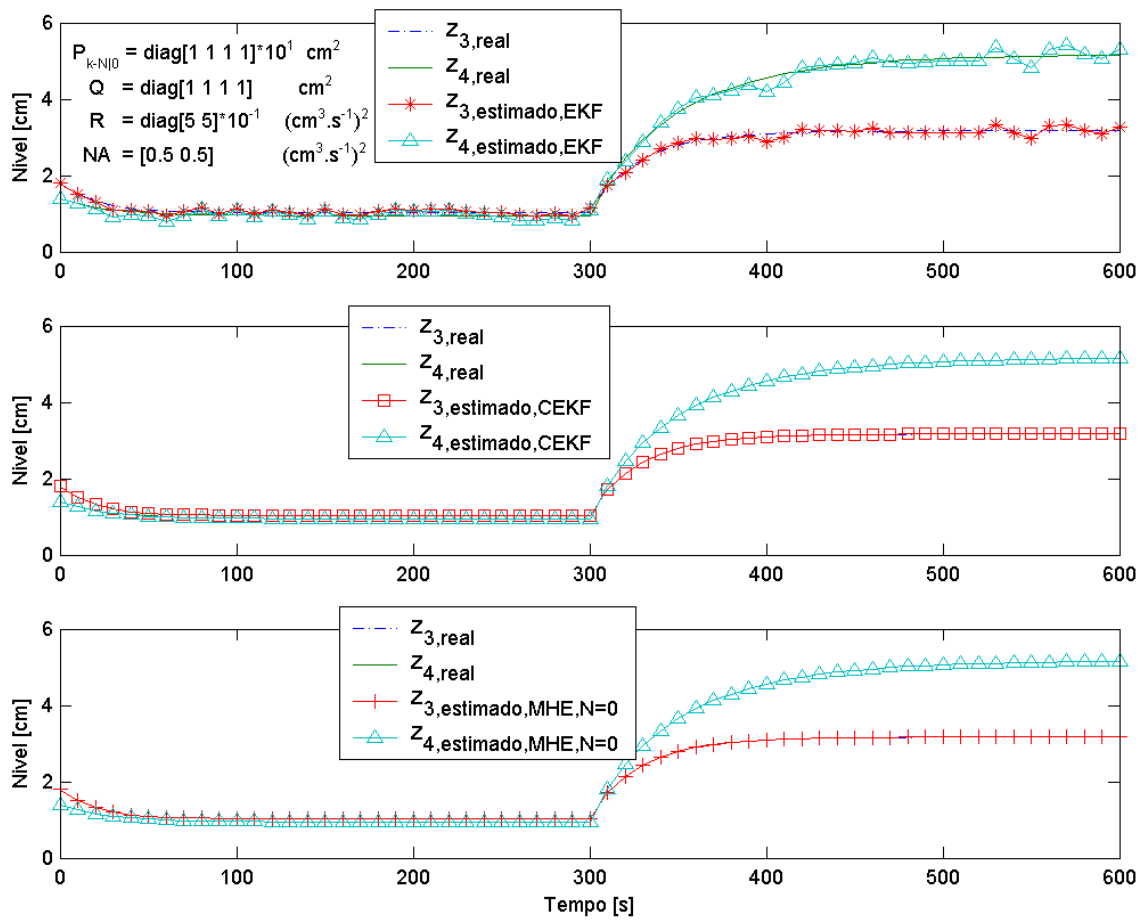 6
4
2
0
Nivel [cm]
P_{k-N|0} = diag[1 1 1 1]*10^1 cm^2
Q = diag[1 1 1 1] cm^2
R = diag[5 5]*10^{-1} (cm^3.s^{-1})^2
NA = [0.5 0.5] (cm^3.s^{-1})^2
z_{3,real}
z_{4,real}
z_{3,estimado,EKF}
z_{4,estimado,EKF}
0 100 200 300 400 500 600
6
4
2
0
Nivel [cm]
z_{3,real}
z_{4,real}
z_{3,estimado,CEKF}
z_{4,estimado,CEKF}
0 100 200 300 400 500 600
6
4
2
0
Nivel [cm]
z_{3,real}
z_{4,real}
z_{3,estimado,MHE,N=0}
z_{4,estimado,MHE,N=0}
0 100 200 300 400 500 600
Tempo [s]